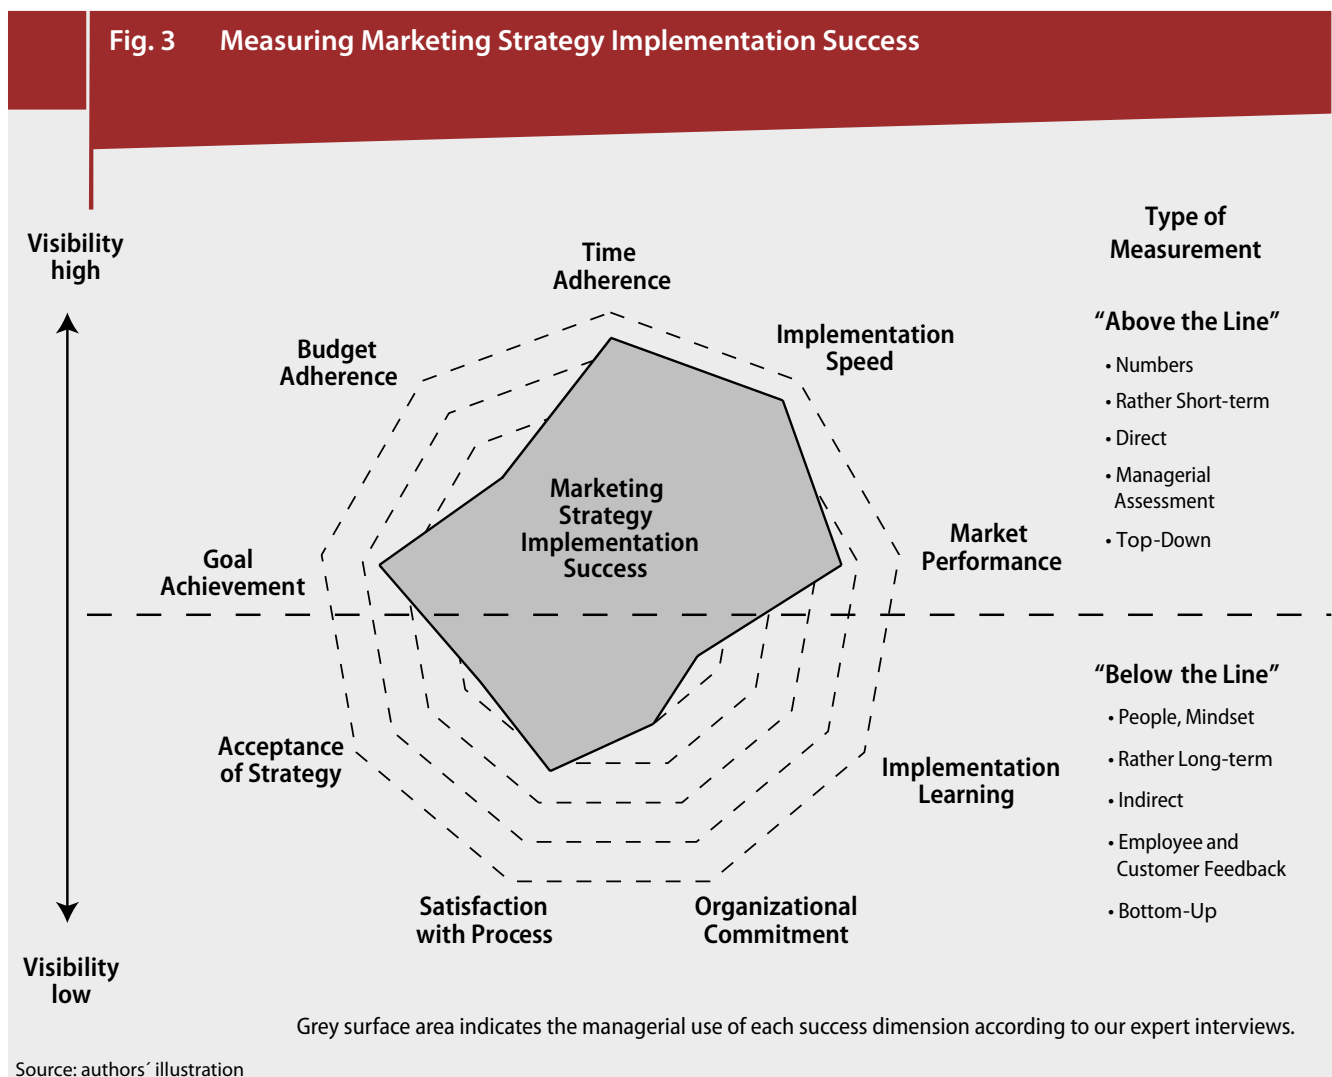 Fig. 3 Measuring Marketing Strategy Implementation Success
Visibility
high
Time
Adherence
Implementation
Speed
Budget
Adherence
Marketing
Strategy
Implementation
Success
Market
Performance
Goal
Achievement
Acceptance
of Strategy
Implementation
Learning
Satisfaction
with Process
Organizational
Commitment
Visibility
low
Type of
Measurement
“Above the Line”
• Numbers
• Rather Short-term
• Direct
• Managerial
Assessment
• Top-Down
“Below the Line”
• People, Mindset
• Rather Long-term
• Indirect
• Employee and
Customer Feedback
• Bottom-Up
Grey surface area indicates the managerial use of each success dimension according to our expert interviews.
Source: authors´ illustration